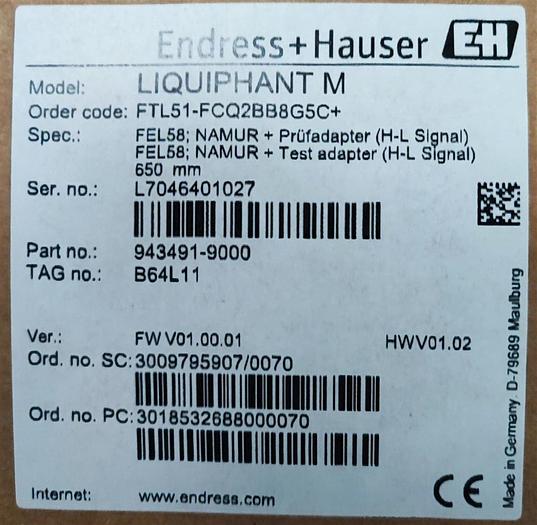 Endress+Hauser EH
Model: LIQUIPHANT M
Order code: FTL51-FCQ2BB8G5C+
Spec.: FEL58; NAMUR + Prüfadapter (H-L Signal)
FEL58; NAMUR + Test adapter (H-L Signal)
650 mm
Ser. no.: L7046401027
Part no.: 943491-9000
TAG no.: B64L11
Ver.: FW V01.00.01 HWV01.02
Ord. no. SC: 3009795907/0070
Ord. no. PC: 3018532688000070
Internet: www.endress.com CE
Made in Germany. D-79689 Maulburg